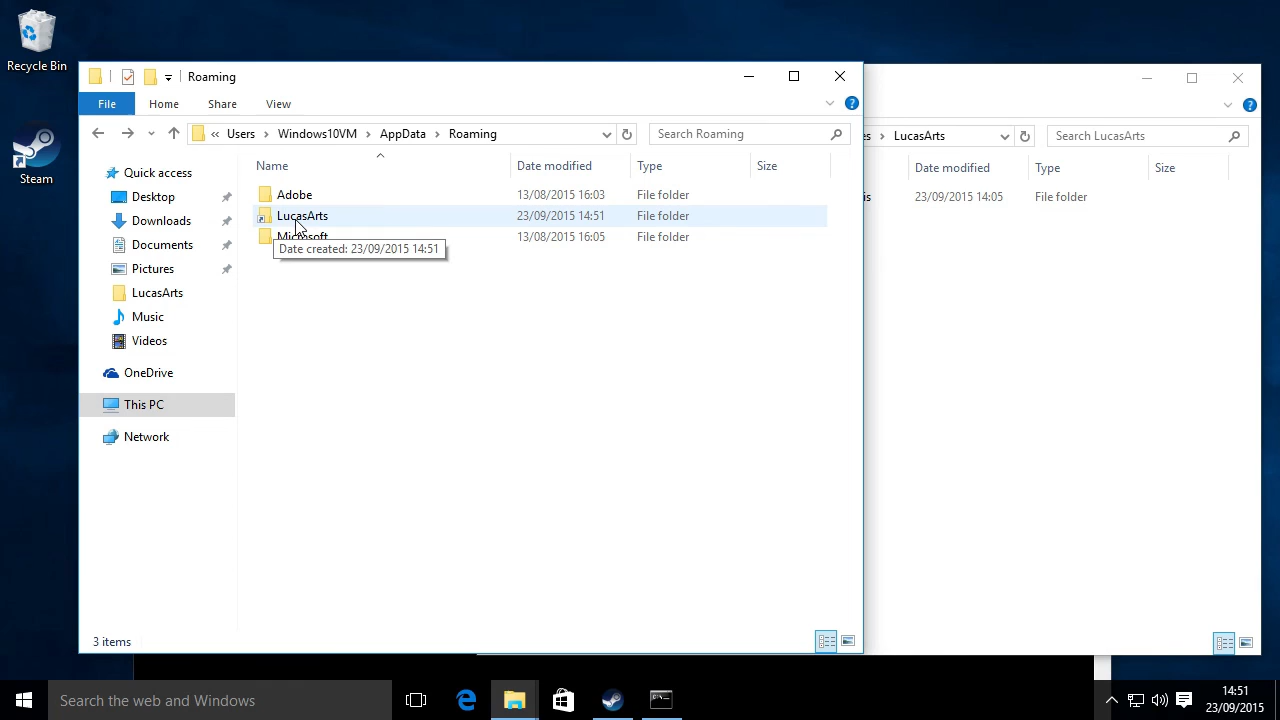 Recycle Bin
Steam
Roaming
File Home Share View
Users Windows10VM AppData Roaming
Search Roaming
Name Date modified Type Size
Adobe 13/08/2015 16:03 File folder
LucasArts 23/09/2015 14:51 File folder
Microsoft 13/08/2015 16:05 File folder
Date created: 23/09/2015 14:51
Quick access
Desktop
Downloads
Documents
Pictures
LucasArts
Music
Videos
OneDrive
This PC
Network
3 items
es LucasArts
Search LucasArts
Date modified Type Size
is 23/09/2015 14:05 File folder
Search the web and Windows
14:51
23/09/2015